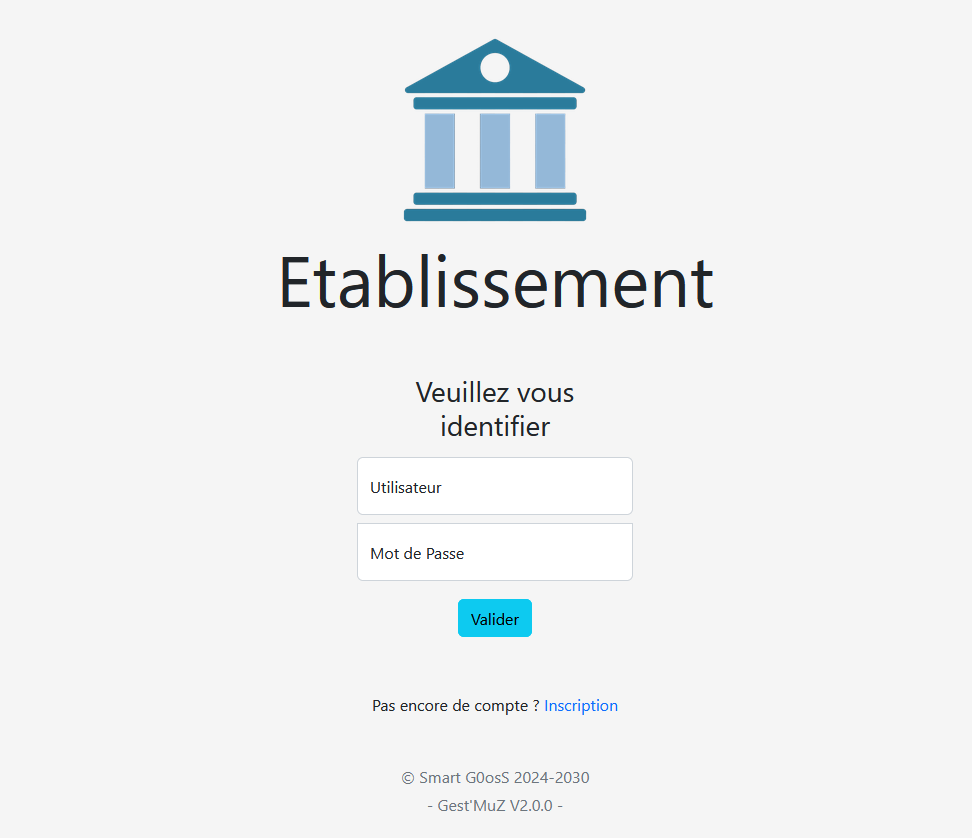 Etablissement
Veuillez vous
identifier
Utilisateur
Mot de Passe
Valider
Pas encore de compte ? Inscription
© Smart G0osS 2024-2030
- Gest'MuZ V2.0.0 -